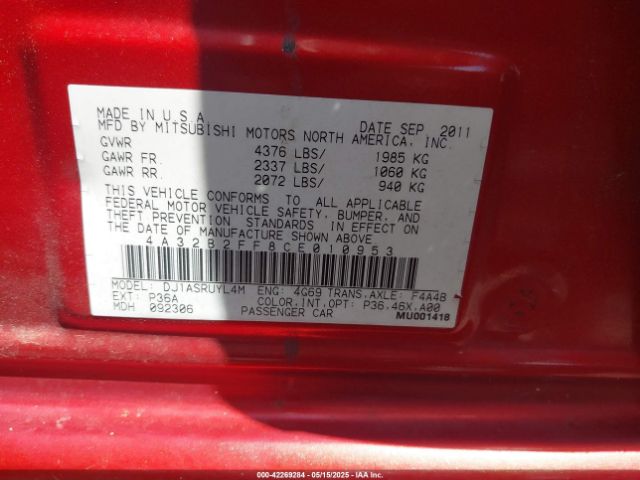 MADE IN U S A DATE SEP. 2011
MFD BY MITSUBISHI MOTORS NORTH AMERICA, INC.
GVWR 4376 LBS/ 1985 KG
GAWR FR. 2337 LBS/ 1060 KG
GAWR RR. 2072 LBS/ 940 KG
THIS VEHICLE CONFORMS TO ALL APPLICABLE
FEDERAL MOTOR VEHICLE SAFETY, BUMPER, AND
THEFT PREVENTION STANDARDS IN EFFECT ON
THE DATE OF MANUFACTURE SHOWN ABOVE
4A32B2FF8CE010953
MODEL: DJ1ASRUYL4M ENG: 4G69 TRANS.AXLE: F4A4B
EXT: P36A COLOR.INT.OPT: P36.46X.A00
MDH 092306 PASSENGER CAR
MU001418
000-42269284 - 05/15/2025 - IAAI.COM